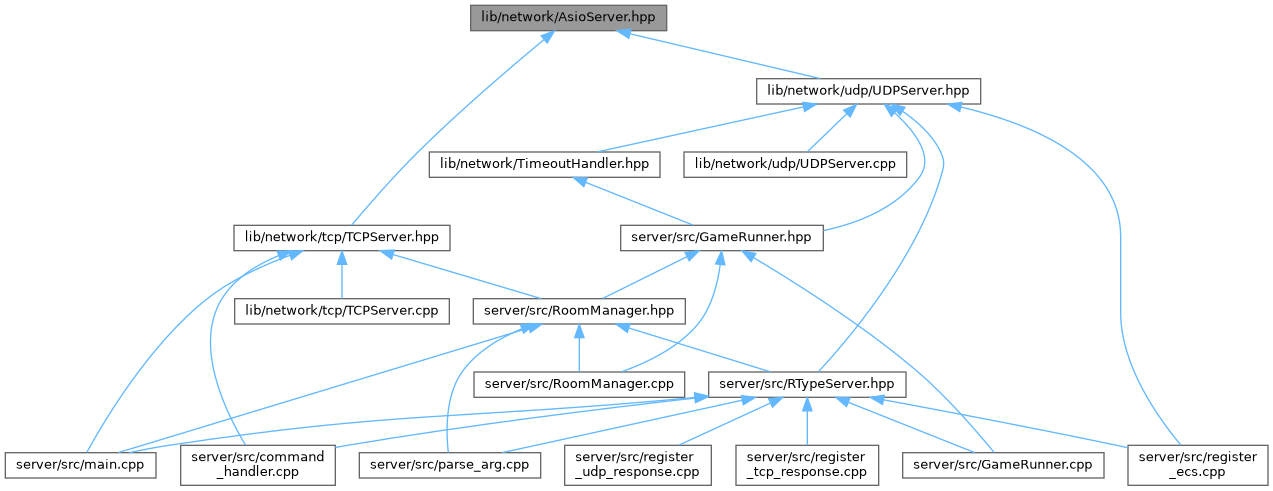 lib/network/AsioServer.hpp
lib/network/udp/UDPServer.hpp
lib/network/TimeoutHandler.hpp
lib/network/udp/UDPServer.cpp
lib/network/tcp/TCPServer.hpp
server/src/GameRunner.hpp
lib/network/tcp/TCPServer.cpp
server/src/RoomManager.hpp
server/src/RoomManager.cpp
server/src/RTypeServer.hpp
server/src/main.cpp
server/src/command
_handler.cpp
server/src/parse_arg.cpp
server/src/register
_udp_response.cpp
server/src/register
_tcp_response.cpp
server/src/GameRunner.cpp
server/src/register
_ecs.cpp